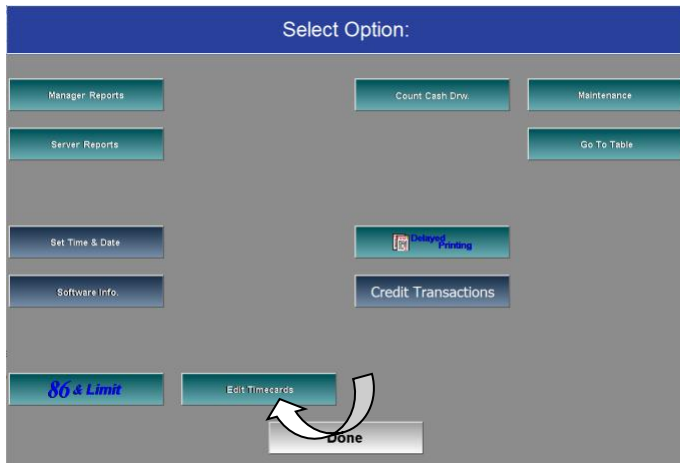 Select Option:
Manager Reports
Count Cash Drw.
Maintenance
Server Reports
Go To Table
Set Time & Date
Delayed
Printing
Software Info.
Credit Transactions
86 & Limit
Edit Timecards
Done